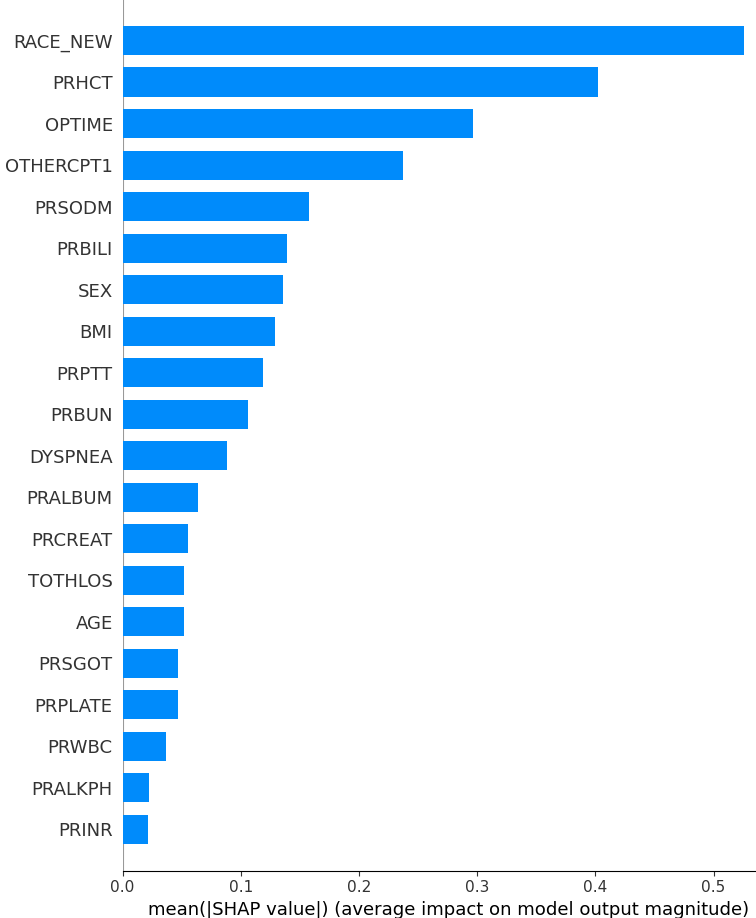 RACE_NEW
PRHCT
OPTIME
OTHERCPT1
PRSODM
PRBILI
SEX
BMI
PRPTT
PRBUN
DYSPNEA
PRALBUM
PRCREAT
TOTHLOS
AGE
PRSGOT
PRPLATE
PRWBC
PRALKPH
PRINR
0.0 0.1 0.2 0.3 0.4 0.5
mean(|SHAP value|) (average impact on model output magnitude)